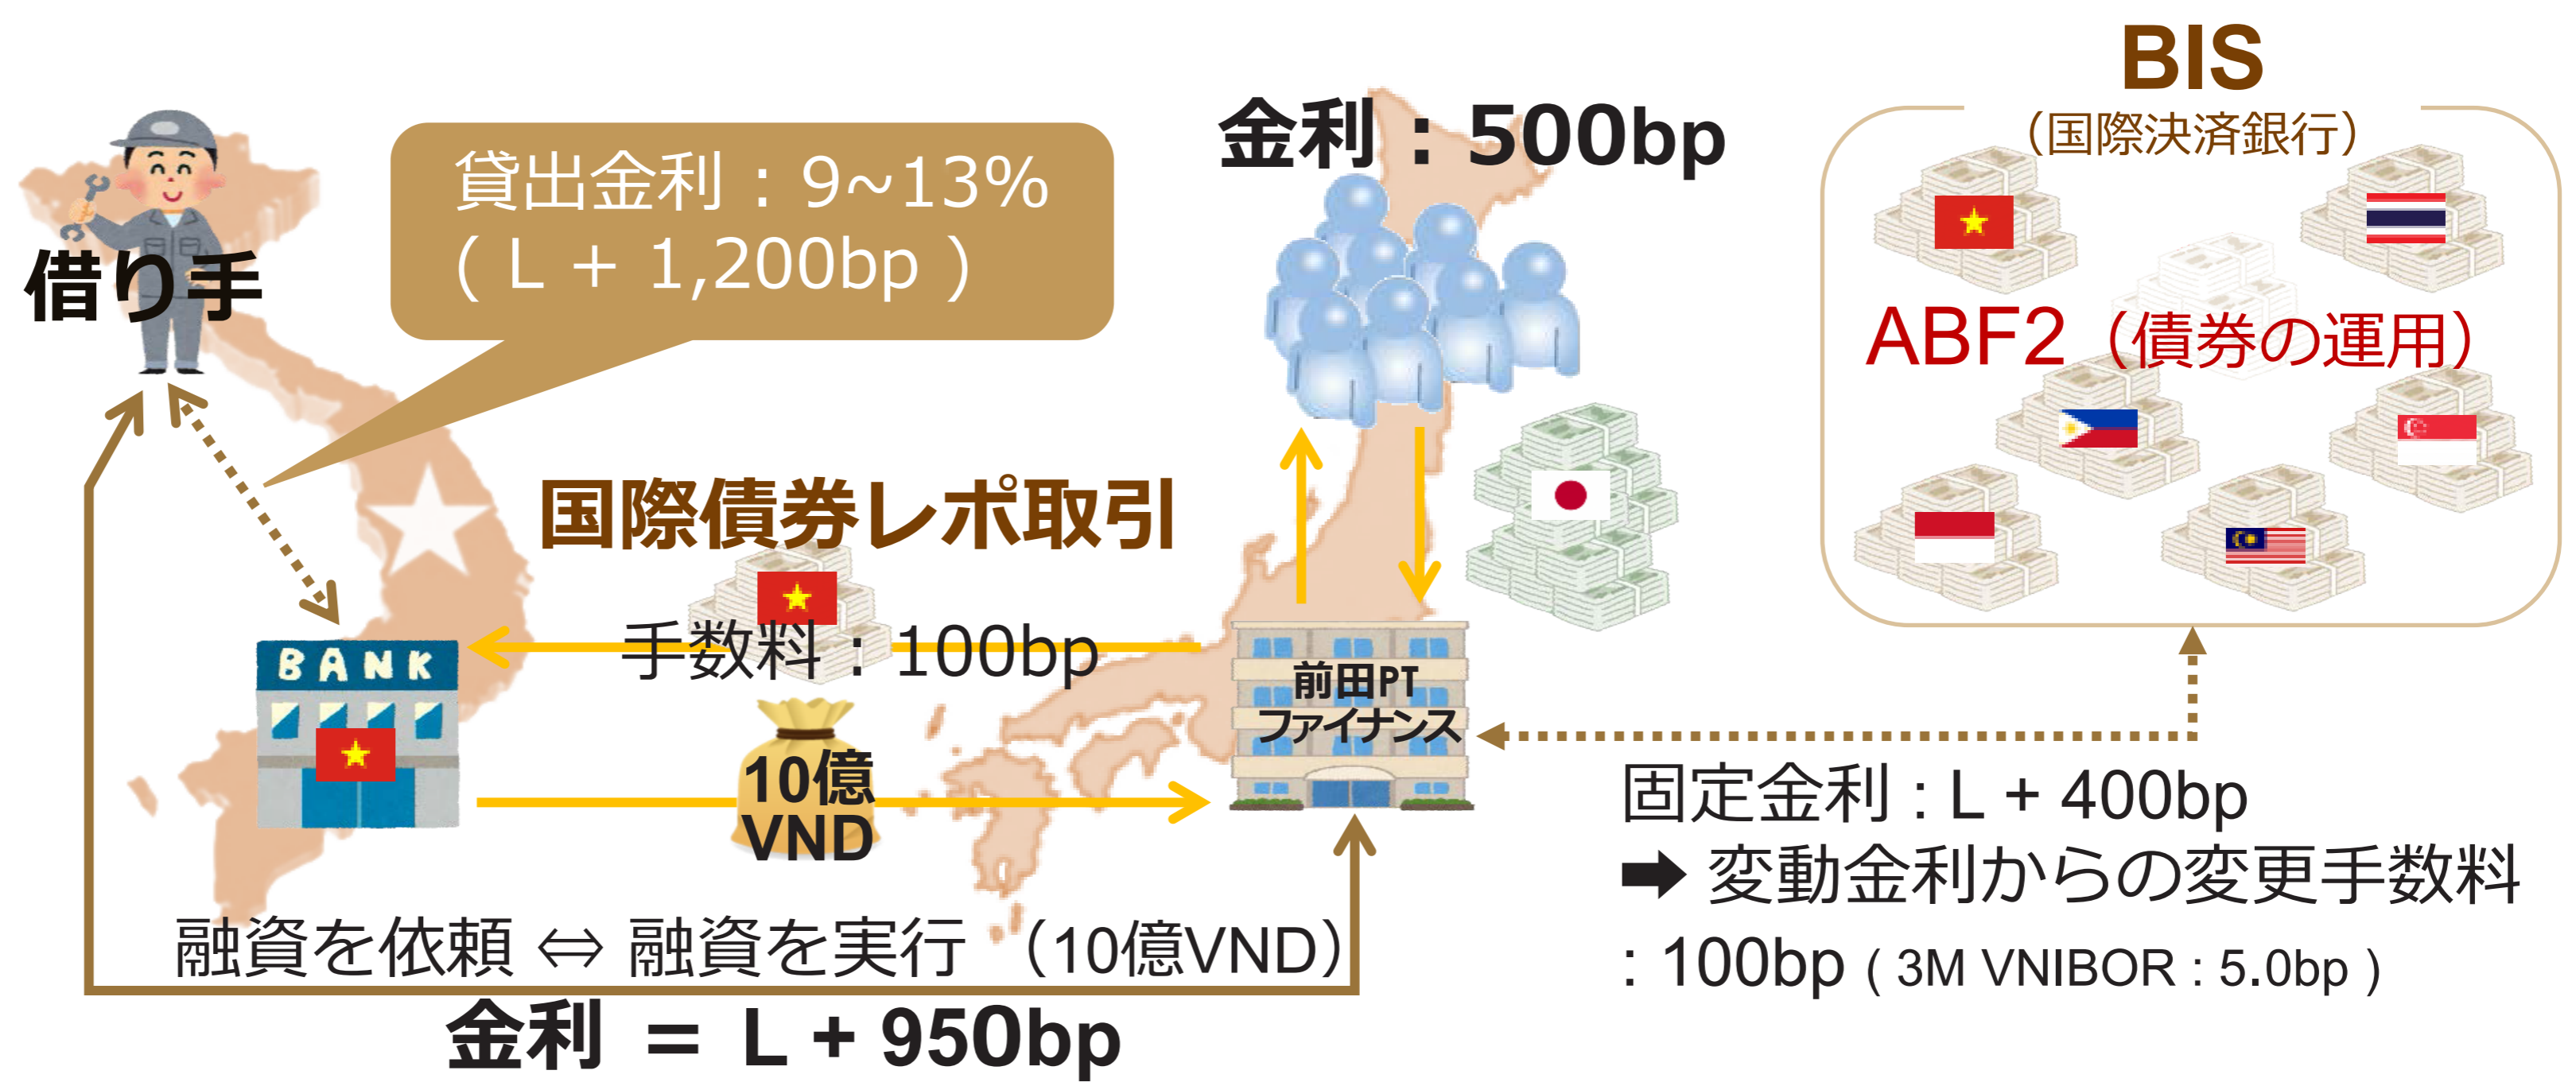 BIS
（国際決済銀行）
金利：500bp
貸出金利：9~13%
( L + 1,200bp )
借り手
ABF2（債券の運用）
国際債券レポ取引
手数料：100bp
BANK
前田PT
ファイナンス
10億
VND
固定金利 : L + 400bp
➡ 変動金利からの変更手数料
: 100bp ( 3M VNIBOR : 5.0bp )
融資を依頼 ⇔ 融資を実行 （10億VND）
金利 ＝ L + 950bp